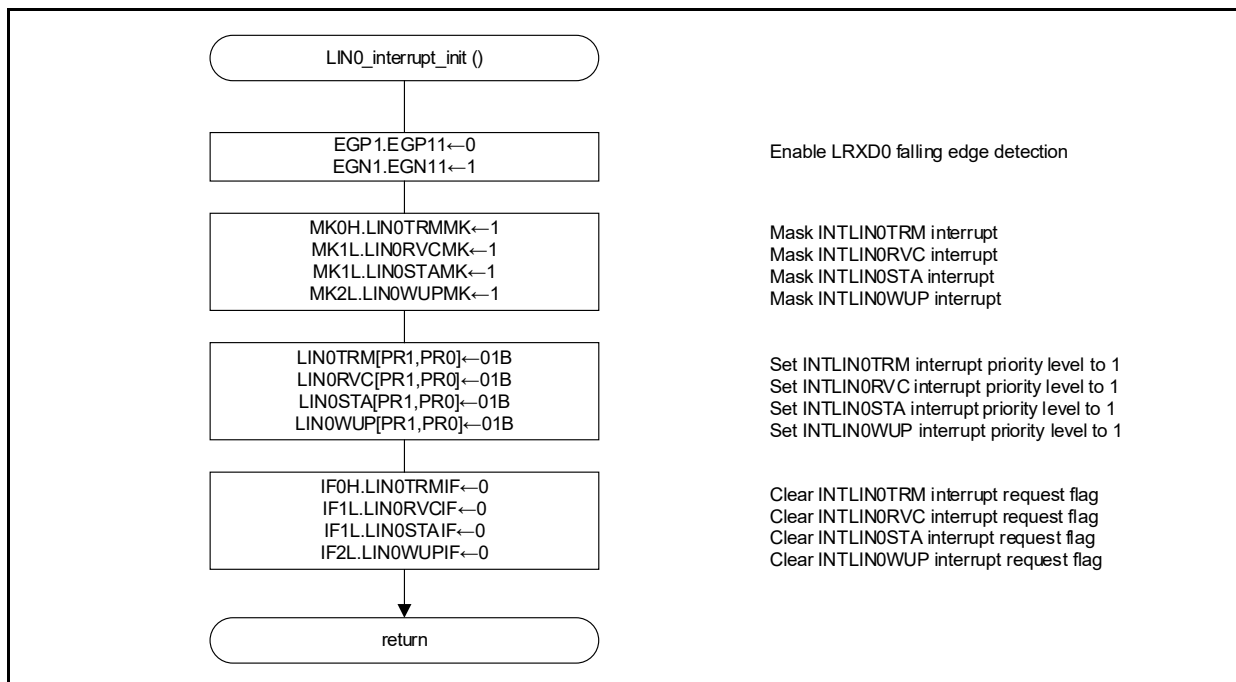 LIN0_interrupt_init ()
EGP1.EGP11←0
EGN1.EGN11←1
Enable LRXD0 falling edge detection
MK0H.LIN0TRMMK←1
MK1L.LIN0RVCMK←1
MK1L.LIN0STAMK←1
MK2L.LIN0WUPMK←1
Mask INTLIN0TRM interrupt
Mask INTLIN0RVC interrupt
Mask INTLIN0STA interrupt
Mask INTLIN0WUP interrupt
LIN0TRM[PR1,PR0]←01B
LIN0RVC[PR1,PR0]←01B
LIN0STA[PR1,PR0]←01B
LIN0WUP[PR1,PR0]←01B
Set INTLIN0TRM interrupt priority level to 1
Set INTLIN0RVC interrupt priority level to 1
Set INTLIN0STA interrupt priority level to 1
Set INTLIN0WUP interrupt priority level to 1
IF0H.LIN0TRMIF←0
IF1L.LIN0RVCIF←0
IF1L.LIN0STAIF←0
IF2L.LIN0WUPIF←0
Clear INTLIN0TRM interrupt request flag
Clear INTLIN0RVC interrupt request flag
Clear INTLIN0STA interrupt request flag
Clear INTLIN0WUP interrupt request flag
return